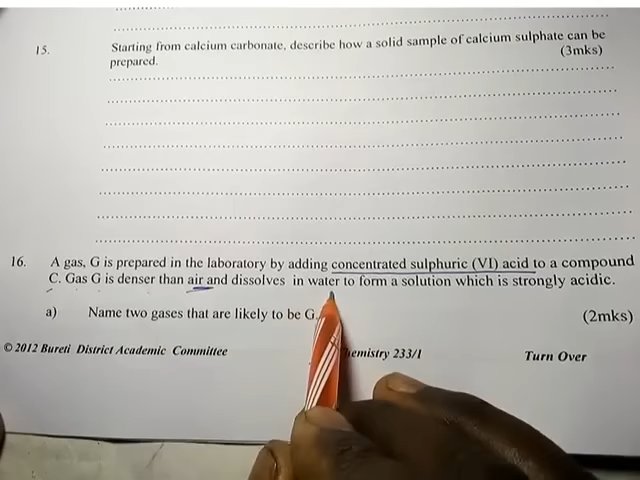 15. Starting from calcium carbonate, describe how a solid sample of calcium sulphate can be
prepared. (3mks)
16. A gas, G is prepared in the laboratory by adding concentrated sulphuric (VI) acid to a compound
C. Gas G is denser than air and dissolves in water to form a solution which is strongly acidic.
a) Name two gases that are likely to be G. (2mks)
© 2012 Bureti District Academic Committee hemistry 233/1 Turn Over